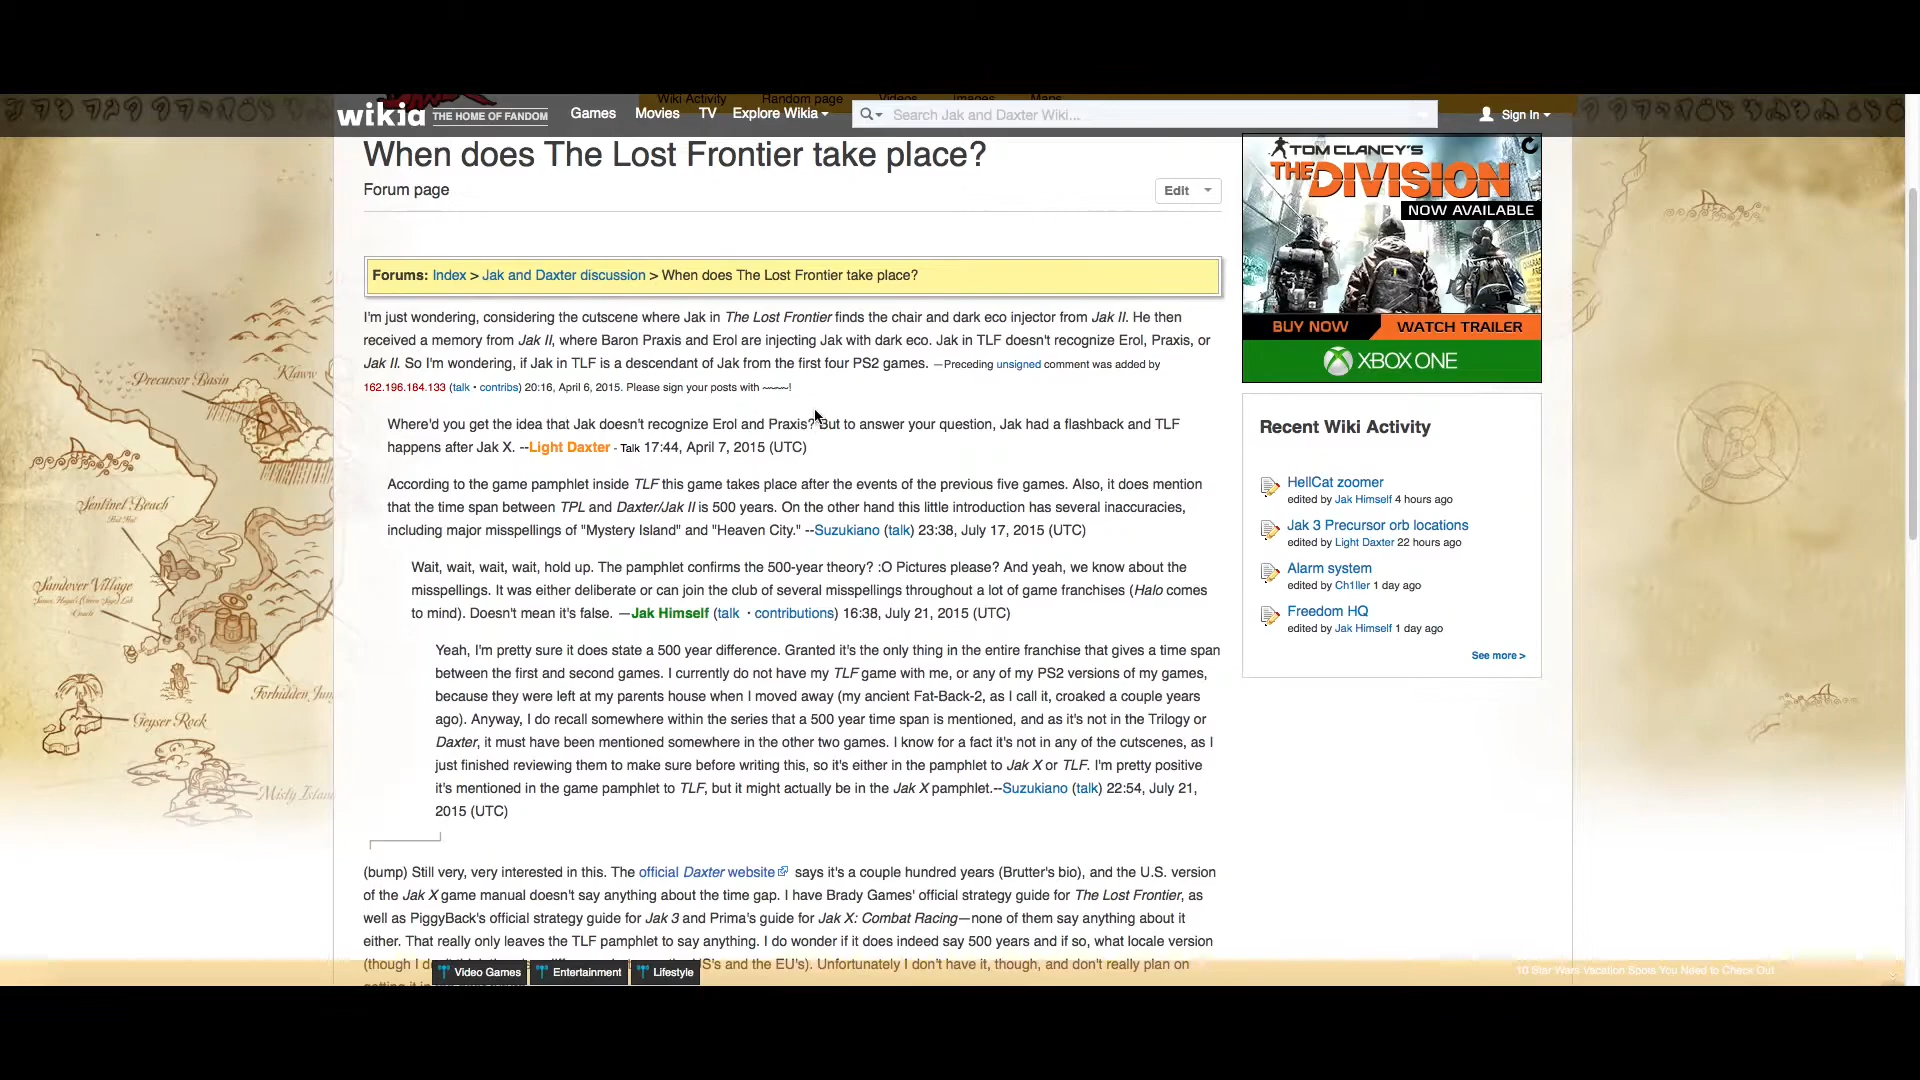 Wiki Activity Random page Videos Images Maps
wikia THE HOME OF FANDOM Games Movies TV Explore Wikia Search Jak and Daxter Wiki... Sign In
When does The Lost Frontier take place?
Forum page
Edit
Forums: Index > Jak and Daxter discussion > When does The Lost Frontier take place?
I'm just wondering, considering the cutscene where Jak in The Lost Frontier finds the chair and dark eco injector from Jak II. He then
received a memory from Jak II, where Baron Praxis and Erol are injecting Jak with dark eco. Jak in TLF doesn't recognize Erol, Praxis, or
Jak II. So I'm wondering, if Jak in TLF is a descendant of Jak from the first four PS2 games. —Preceding unsigned comment was added by
162.196.184.133 (talk • contribs) 20:16, April 6, 2015. Please sign your posts with ~~~~!
Where'd you get the idea that Jak doesn't recognize Erol and Praxis? But to answer your question, Jak had a flashback and TLF
happens after Jak X. --Light Daxter - Talk 17:44, April 7, 2015 (UTC)
According to the game pamphlet inside TLF this game takes place after the events of the previous five games. Also, it does mention
that the time span between TPL and Daxter/Jak II is 500 years. On the other hand this little introduction has several inaccuracies,
including major misspellings of "Mystery Island" and "Heaven City." --Suzukiano (talk) 23:38, July 17, 2015 (UTC)
Wait, wait, wait, wait, hold up. The pamphlet confirms the 500-year theory? :O Pictures please? And yeah, we know about the
misspellings. It was either deliberate or can join the club of several misspellings throughout a lot of game franchises (Halo comes
to mind). Doesn't mean it's false. —Jak Himself (talk • contributions) 16:38, July 21, 2015 (UTC)
Yeah, I'm pretty sure it does state a 500 year difference. Granted it's the only thing in the entire franchise that gives a time span
between the first and second games. I currently do not have my TLF game with me, or any of my PS2 versions of my games,
because they were left at my parents house when I moved away (my ancient Fat-Back-2, as I call it, croaked a couple years
ago). Anyway, I do recall somewhere within the series that a 500 year time span is mentioned, and as it's not in the Trilogy or
Daxter, it must have been mentioned somewhere in the other two games. I know for a fact it's not in any of the cutscenes, as I
just finished reviewing them to make sure before writing this, so it's either in the pamphlet to Jak X or TLF. I'm pretty positive
it's mentioned in the game pamphlet to TLF, but it might actually be in the Jak X pamphlet.--Suzukiano (talk) 22:54, July 21,
2015 (UTC)
(bump) Still very, very interested in this. The official Daxter website says it's a couple hundred years (Brutter's bio), and the U.S. version
of the Jak X game manual doesn't say anything about the time gap. I have Brady Games' official strategy guide for The Lost Frontier, as
well as PiggyBack's official strategy guide for Jak 3 and Prima's guide for Jak X: Combat Racing—none of them say anything about it
either. That really only leaves the TLF pamphlet to say anything. I do wonder if it does indeed say 500 years and if so, what locale version
(though I US's and the EU's). Unfortunately I don't have it, though, and don't really plan on
Video Games Entertainment Lifestyle
10 Star Wars Vacation Spots You Need to Check Out
TOM CLANCY'S
THE DIVISION
NOW AVAILABLE
BUY NOW WATCH TRAILER
XBOX ONE
Recent Wiki Activity
HellCat zoomer
edited by Jak Himself 4 hours ago
Jak 3 Precursor orb locations
edited by Light Daxter 22 hours ago
Alarm system
edited by Ch1ller 1 day ago
Freedom HQ
edited by Jak Himself 1 day ago
See more >
Precursor Basin
Klaww
Sentinel Beach
Sandover Village
Forbidden Jun
Geyser Rock
Misty Island